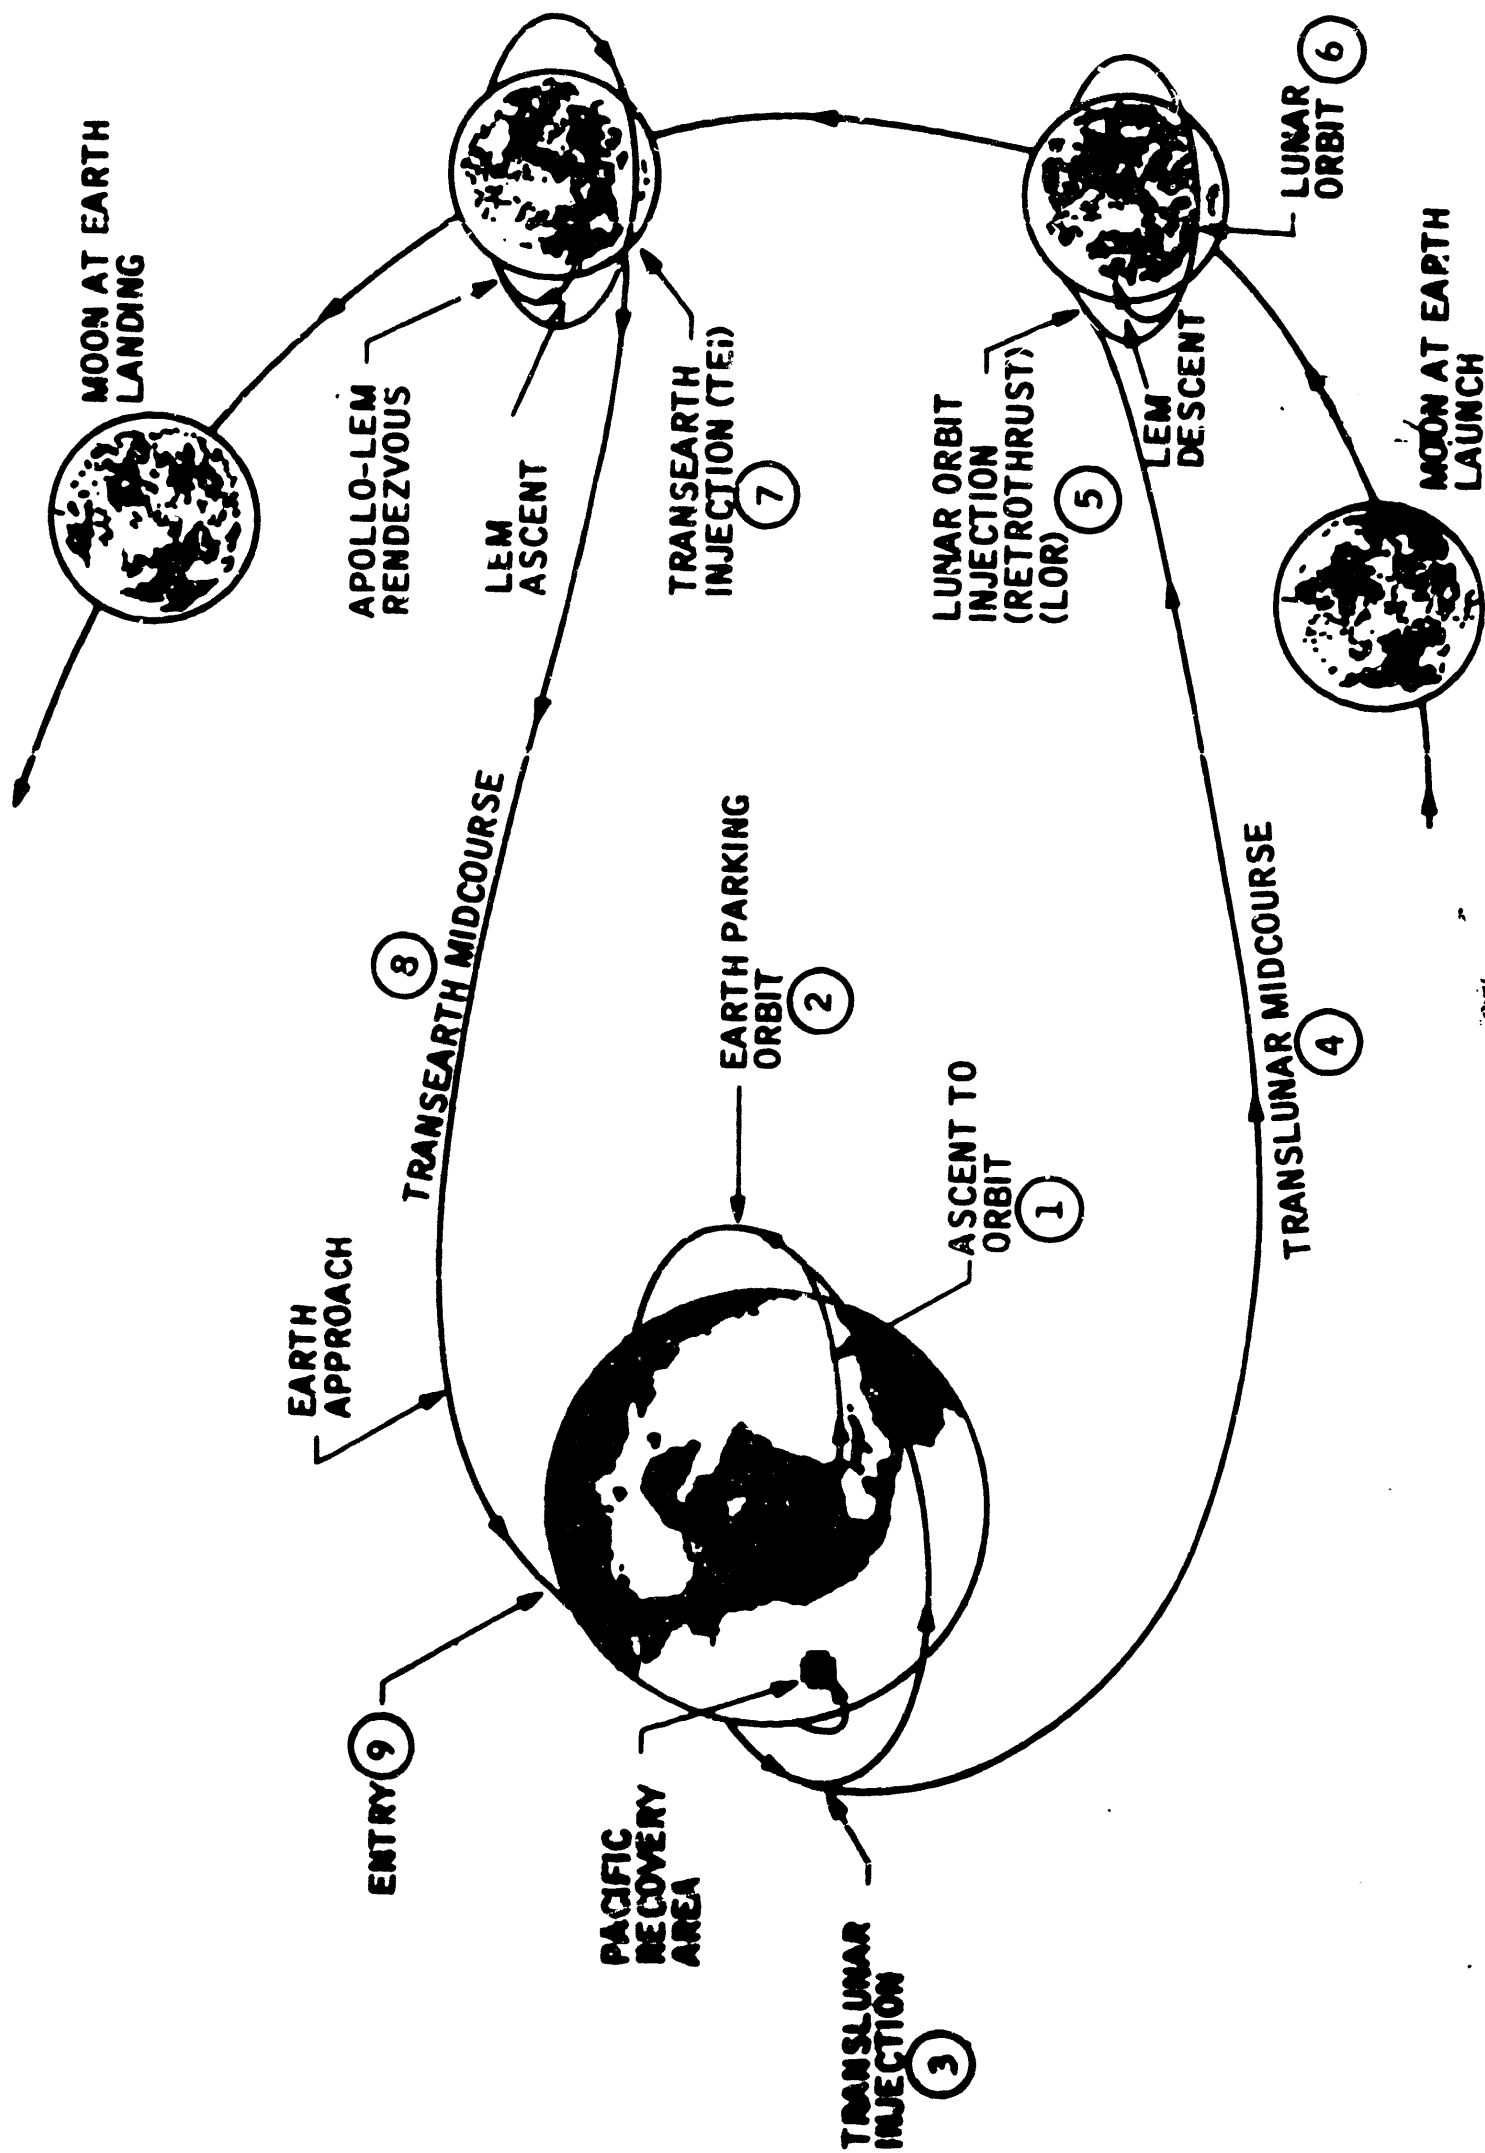 MOON AT EARTH
LANDING
APOLLO-LEM
RENDEZVOUS
LEM
ASCENT
TRANSEARTH
INJECTION (TEI)
7
LUNAR ORBIT
INJECTION
(RETROTHRUST)
(LOR)
5
LEM
DESCENT
LUNAR
ORBIT
6
MOON AT EARTH
LAUNCH
8
TRANSEARTH MIDCOURSE
EARTH PARKING
ORBIT
2
ASCENT TO
ORBIT
1
TRANSLUNAR MIDCOURSE
4
EARTH
APPROACH
ENTRY 9
PACIFIC
RECOVERY
AREA
TRANSLUNAR
INJECTION
3